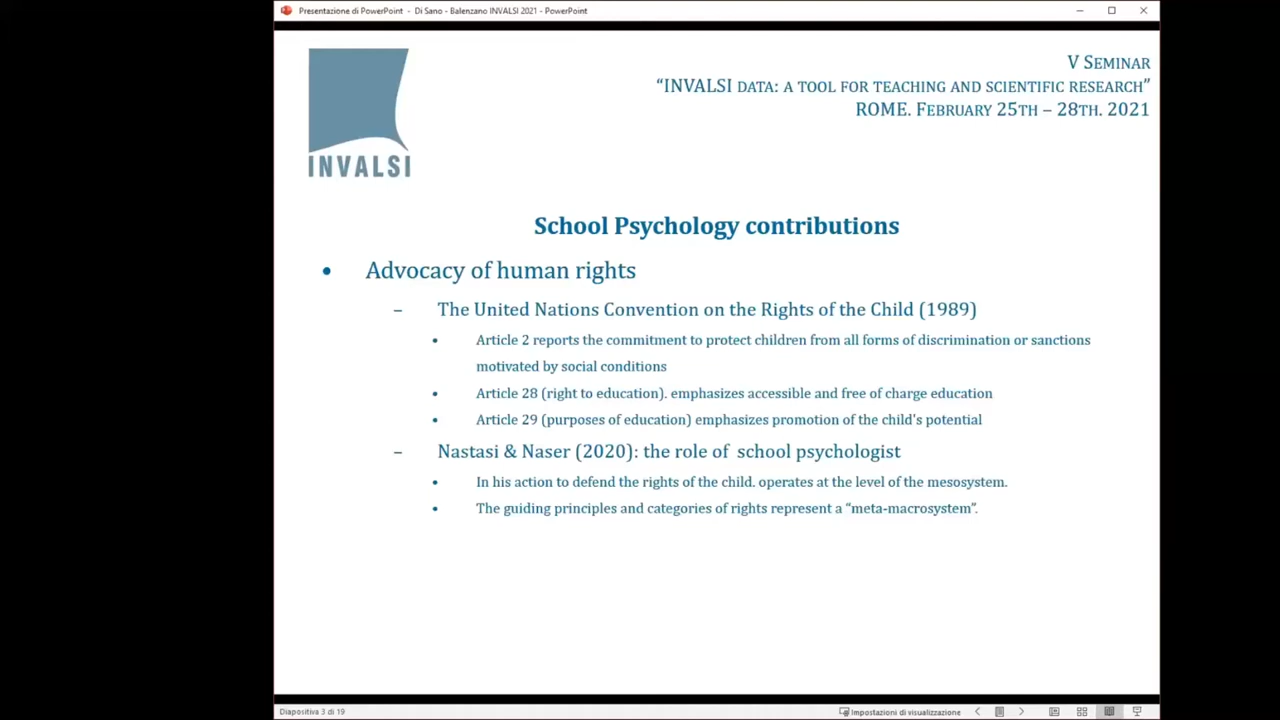 Presentazione di PowerPoint - Di Sano - Balenzano INVALSI 2021 - PowerPoint
INVALSI
V SEMINAR
“INVALSI DATA: A TOOL FOR TEACHING AND SCIENTIFIC RESEARCH”
ROME. FEBRUARY 25TH – 28TH. 2021
School Psychology contributions
• Advocacy of human rights
– The United Nations Convention on the Rights of the Child (1989)
• Article 2 reports the commitment to protect children from all forms of discrimination or sanctions
motivated by social conditions
• Article 28 (right to education). emphasizes accessible and free of charge education
• Article 29 (purposes of education) emphasizes promotion of the child's potential
– Nastasi & Naser (2020): the role of school psychologist
• In his action to defend the rights of the child. operates at the level of the mesosystem.
• The guiding principles and categories of rights represent a “meta-macrosystem”.
Diapositiva 3 di 19
Impostazioni di visualizzazione